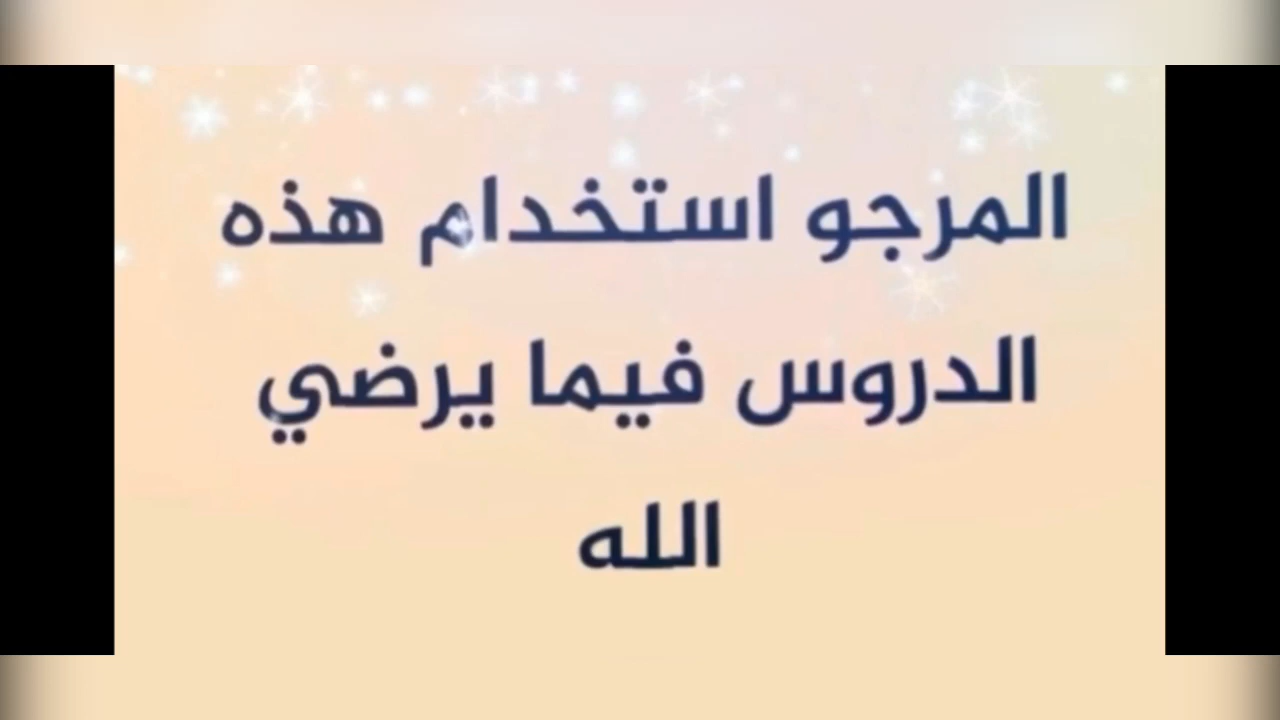 المرجو استخدام هذه
الدروس فيما يرضي
الله